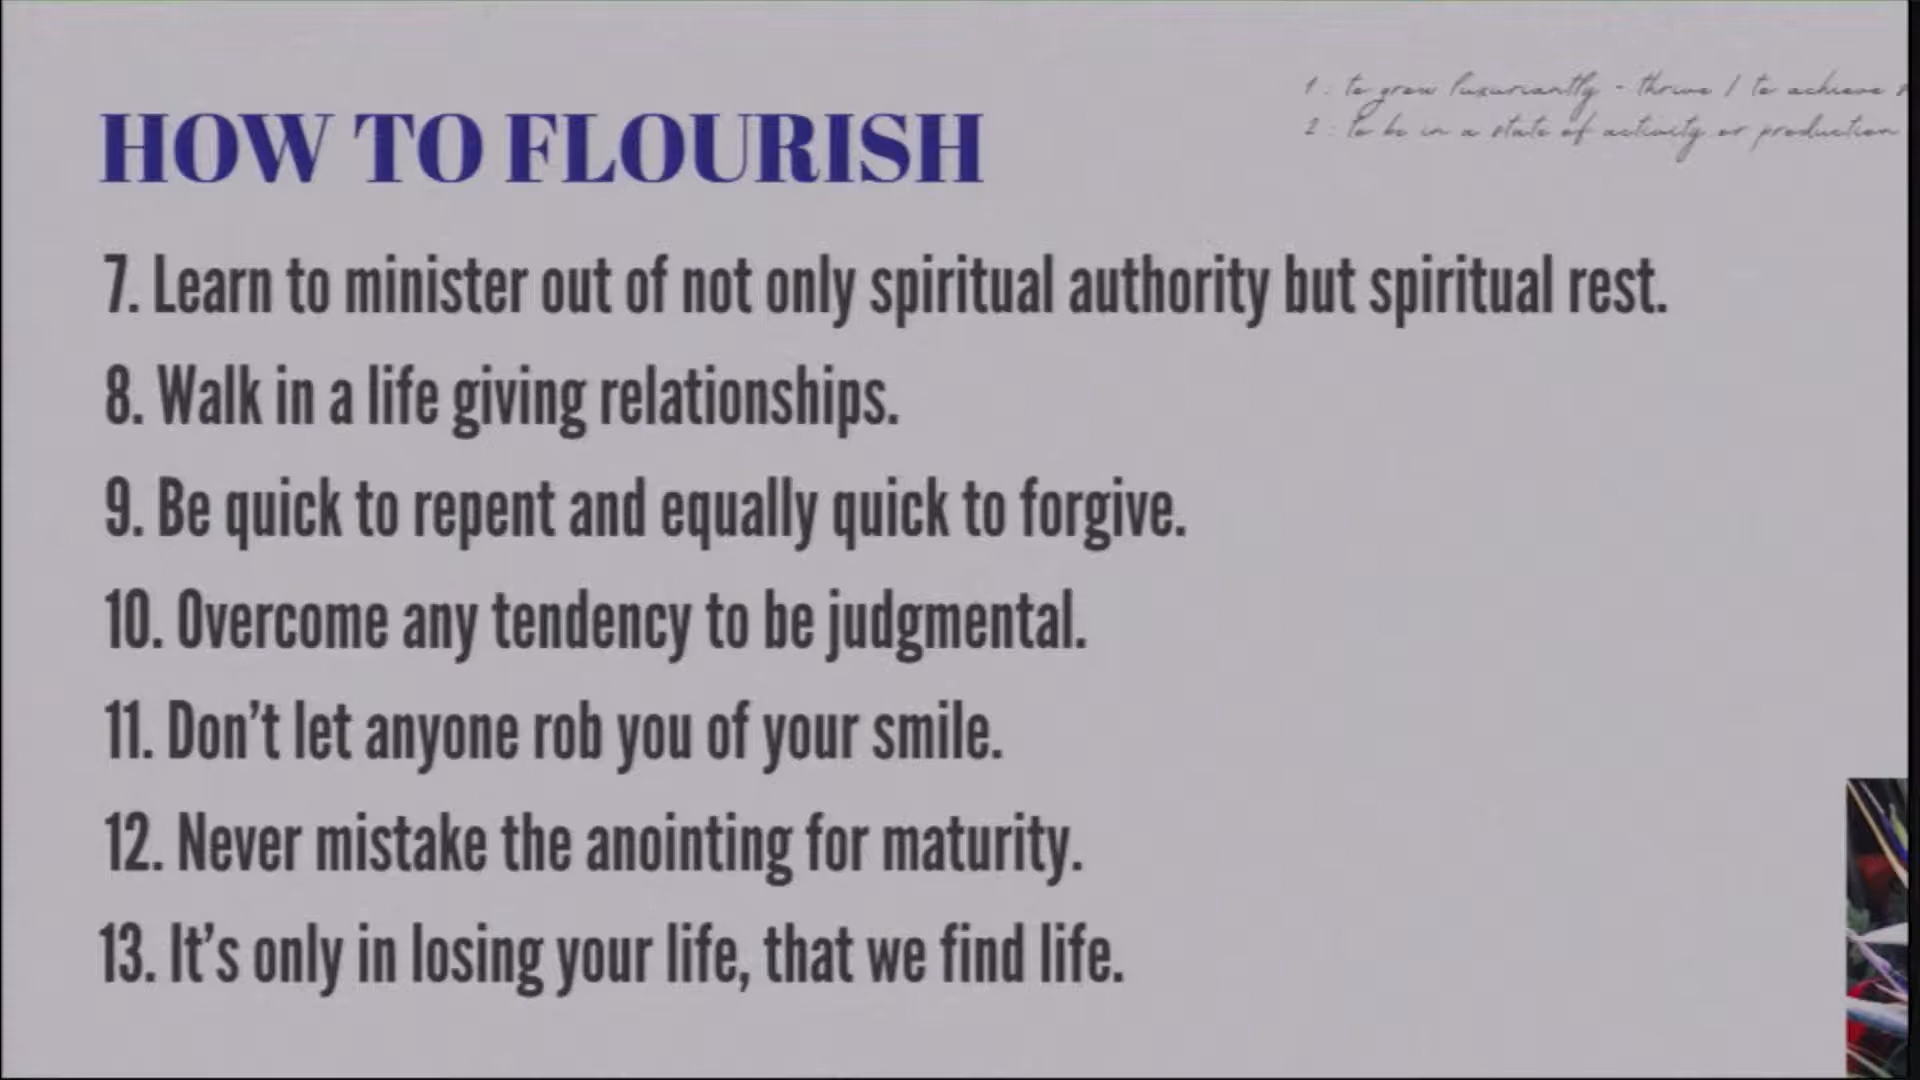 HOW TO FLOURISH
1 : to grow luxuriantly - thrive / to achieve
2 : to be in a state of activity or production
7. Learn to minister out of not only spiritual authority but spiritual rest.
8. Walk in a life giving relationships.
9. Be quick to repent and equally quick to forgive.
10. Overcome any tendency to be judgmental.
11. Don’t let anyone rob you of your smile.
12. Never mistake the anointing for maturity.
13. It’s only in losing your life, that we find life.